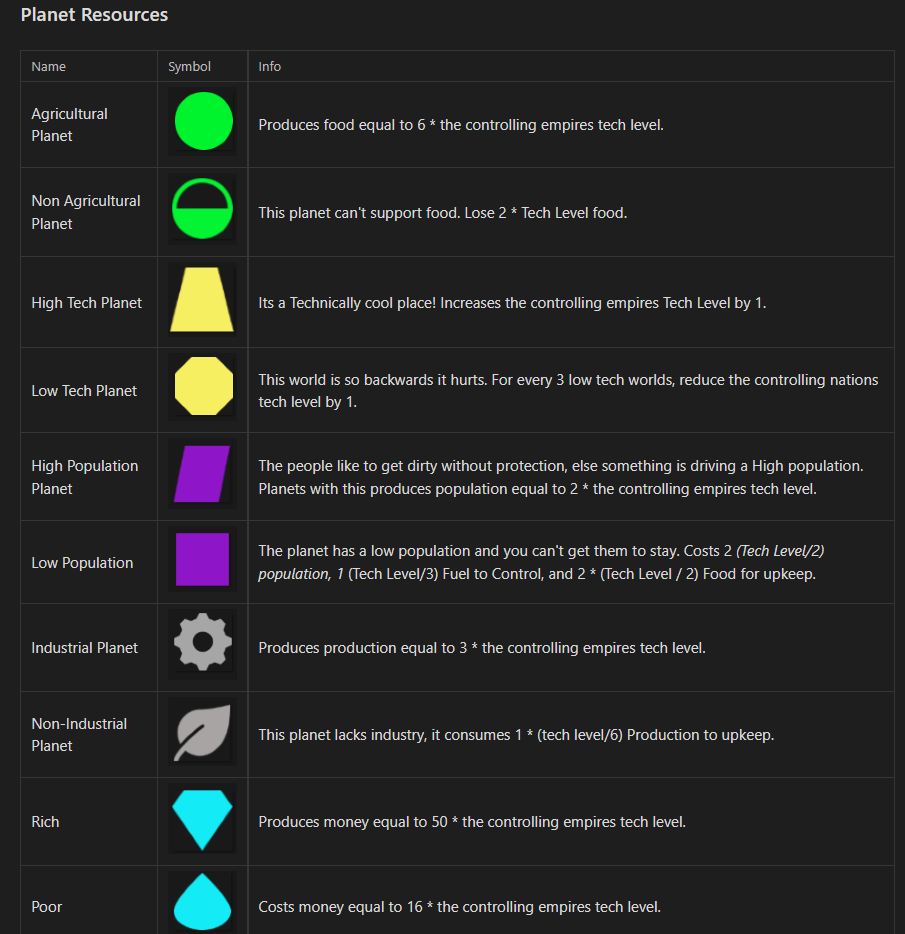 Planet Resources
Name Symbol Info
Agricultural
Planet
Produces food equal to 6 * the controlling empires tech level.
Non Agricultural
Planet
This planet can't support food. Lose 2 * Tech Level food.
High Tech Planet
Its a Technically cool place! Increases the controlling empires Tech Level by 1.
Low Tech Planet
This world is so backwards it hurts. For every 3 low tech worlds, reduce the controlling nations
tech level by 1.
High Population
Planet
The people like to get dirty without protection, else something is driving a High population.
Planets with this produces population equal to 2 * the controlling empires tech level.
Low Population
The planet has a low population and you can't get them to stay. Costs 2 (Tech Level/2)
population, 1 (Tech Level/3) Fuel to Control, and 2 * (Tech Level / 2) Food for upkeep.
Industrial Planet
Produces production equal to 3 * the controlling empires tech level.
Non-Industrial
Planet
This planet lacks industry, it consumes 1 * (tech level/6) Production to upkeep.
Rich
Produces money equal to 50 * the controlling empires tech level.
Poor
Costs money equal to 16 * the controlling empires tech level.